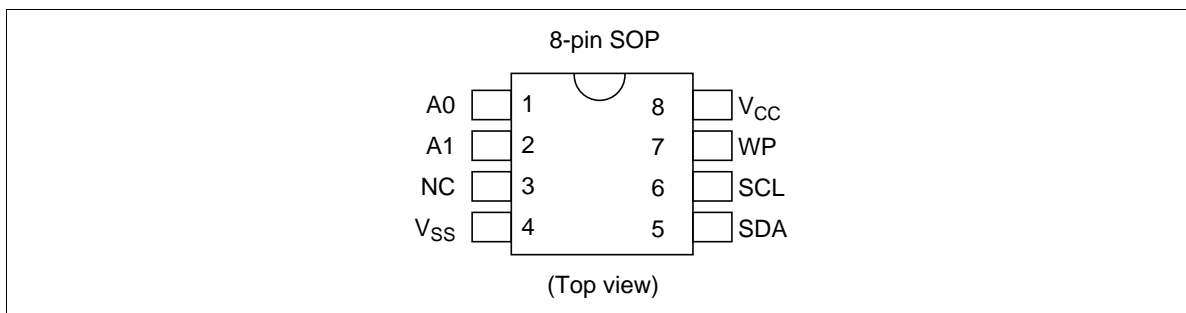 8-pin SOP
A0 1 8 VCC
A1 2 7 WP
NC 3 6 SCL
VSS 4 5 SDA
(Top view)